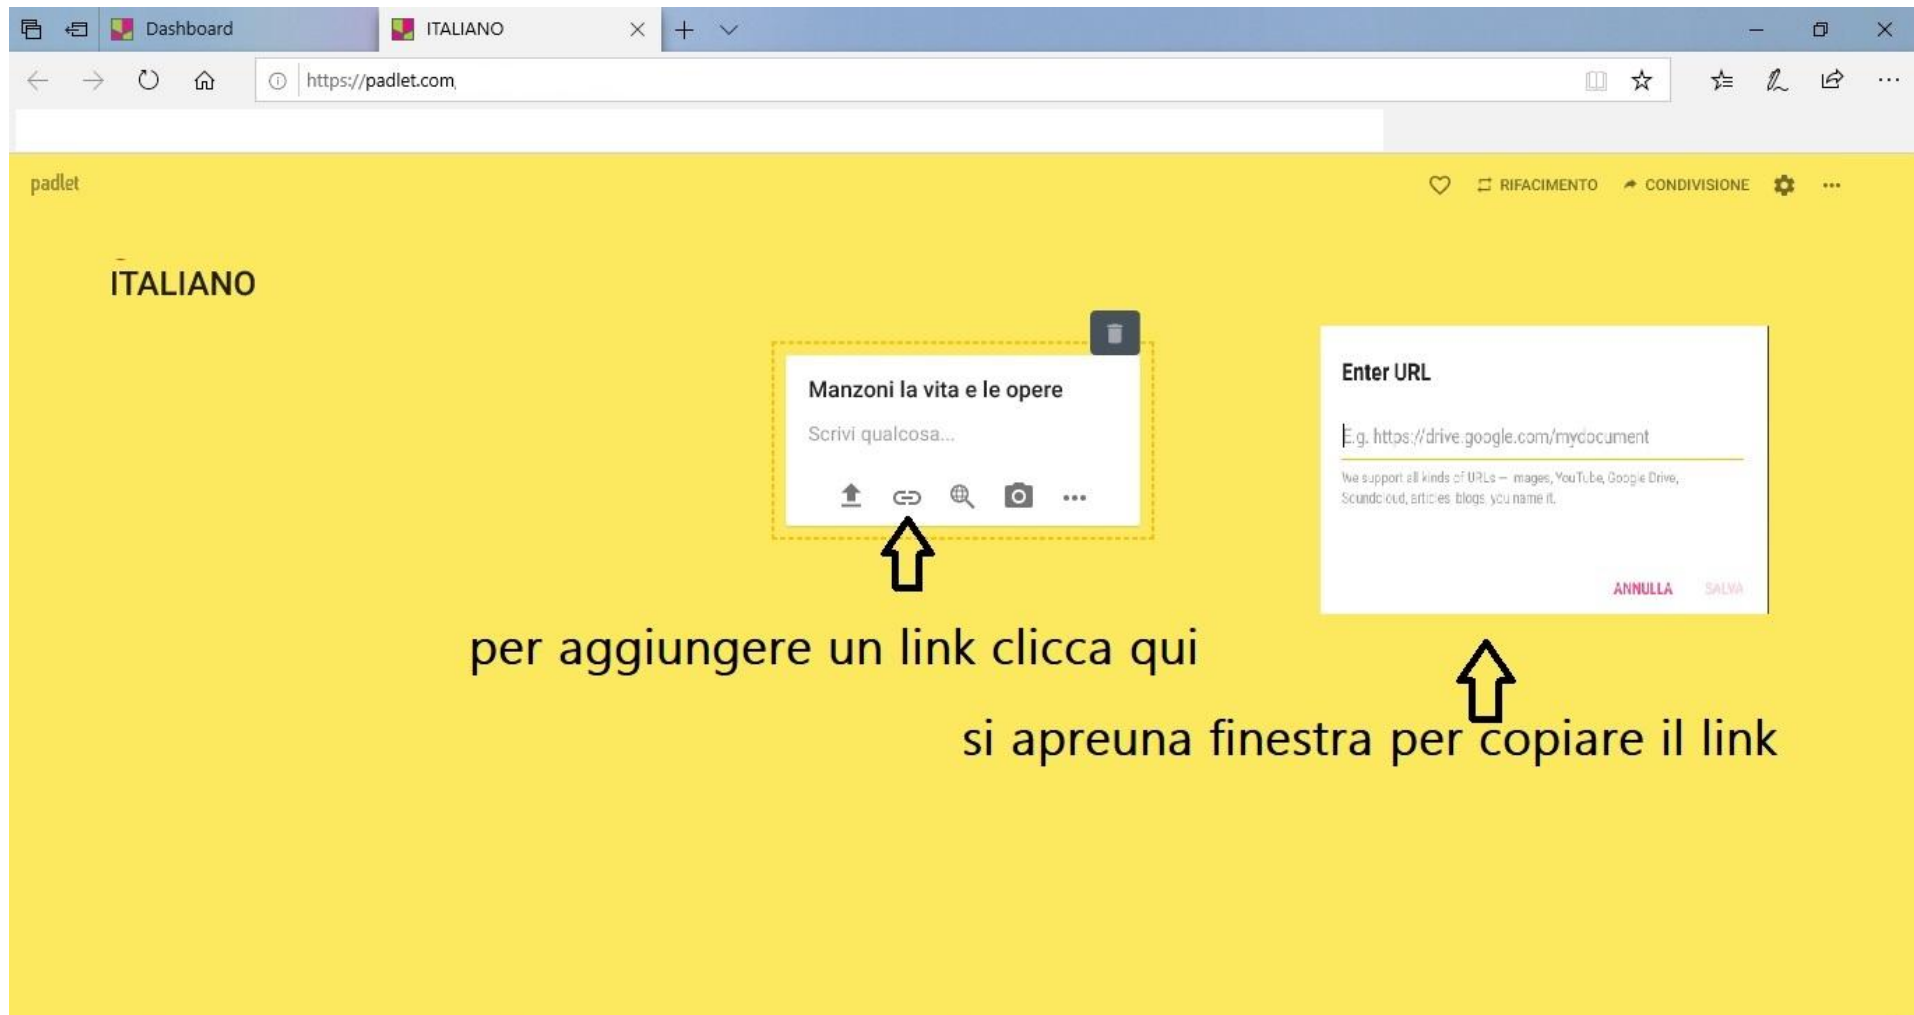 Dashboard
ITALIANO
https://padlet.com
padlet
RIFACIMENTO
CONDIVISIONE
ITALIANO
Manzoni la vita e le opere
Scrivi qualcosa...
Enter URL
E.g. https://drive.google.com/mydocument
We support all kinds of URLs — images, YouTube, Google Drive,
Soundcloud, articles, blogs, you name it.
ANNULLA SALVA
per aggiungere un link clicca qui
si apreuna finestra per copiare il link